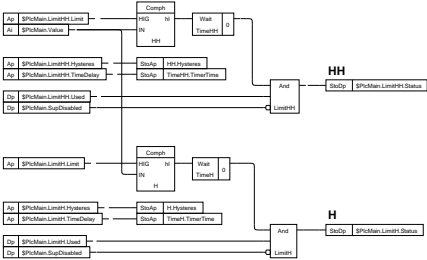 Comph
Ap $PlcMain.LimitHH.Limit HIG hl Wait 0
Ai $PlcMain.Value IN TimeHH
HH
Ap $PlcMain.LimitHH.Hysteres StoAp HH.Hysteres
Ap $PlcMain.LimitHH.TimeDelay StoAp TimeHH.TimerTime
HH
And StoDp $PlcMain.LimitHH.Status
Dp $PlcMain.LimitHH.Used
Dp $PlcMain.SupDisabled LimitHH
Comph
Ap $PlcMain.LimitH.Limit HIG hl Wait 0
IN TimeH
H
Ap $PlcMain.LimitH.Hysteres StoAp H.Hysteres
Ap $PlcMain.LimitH.TimeDelay StoAp TimeH.TimerTime
H
And StoDp $PlcMain.LimitH.Status
Dp $PlcMain.LimitH.Used
Dp $PlcMain.SupDisabled LimitH